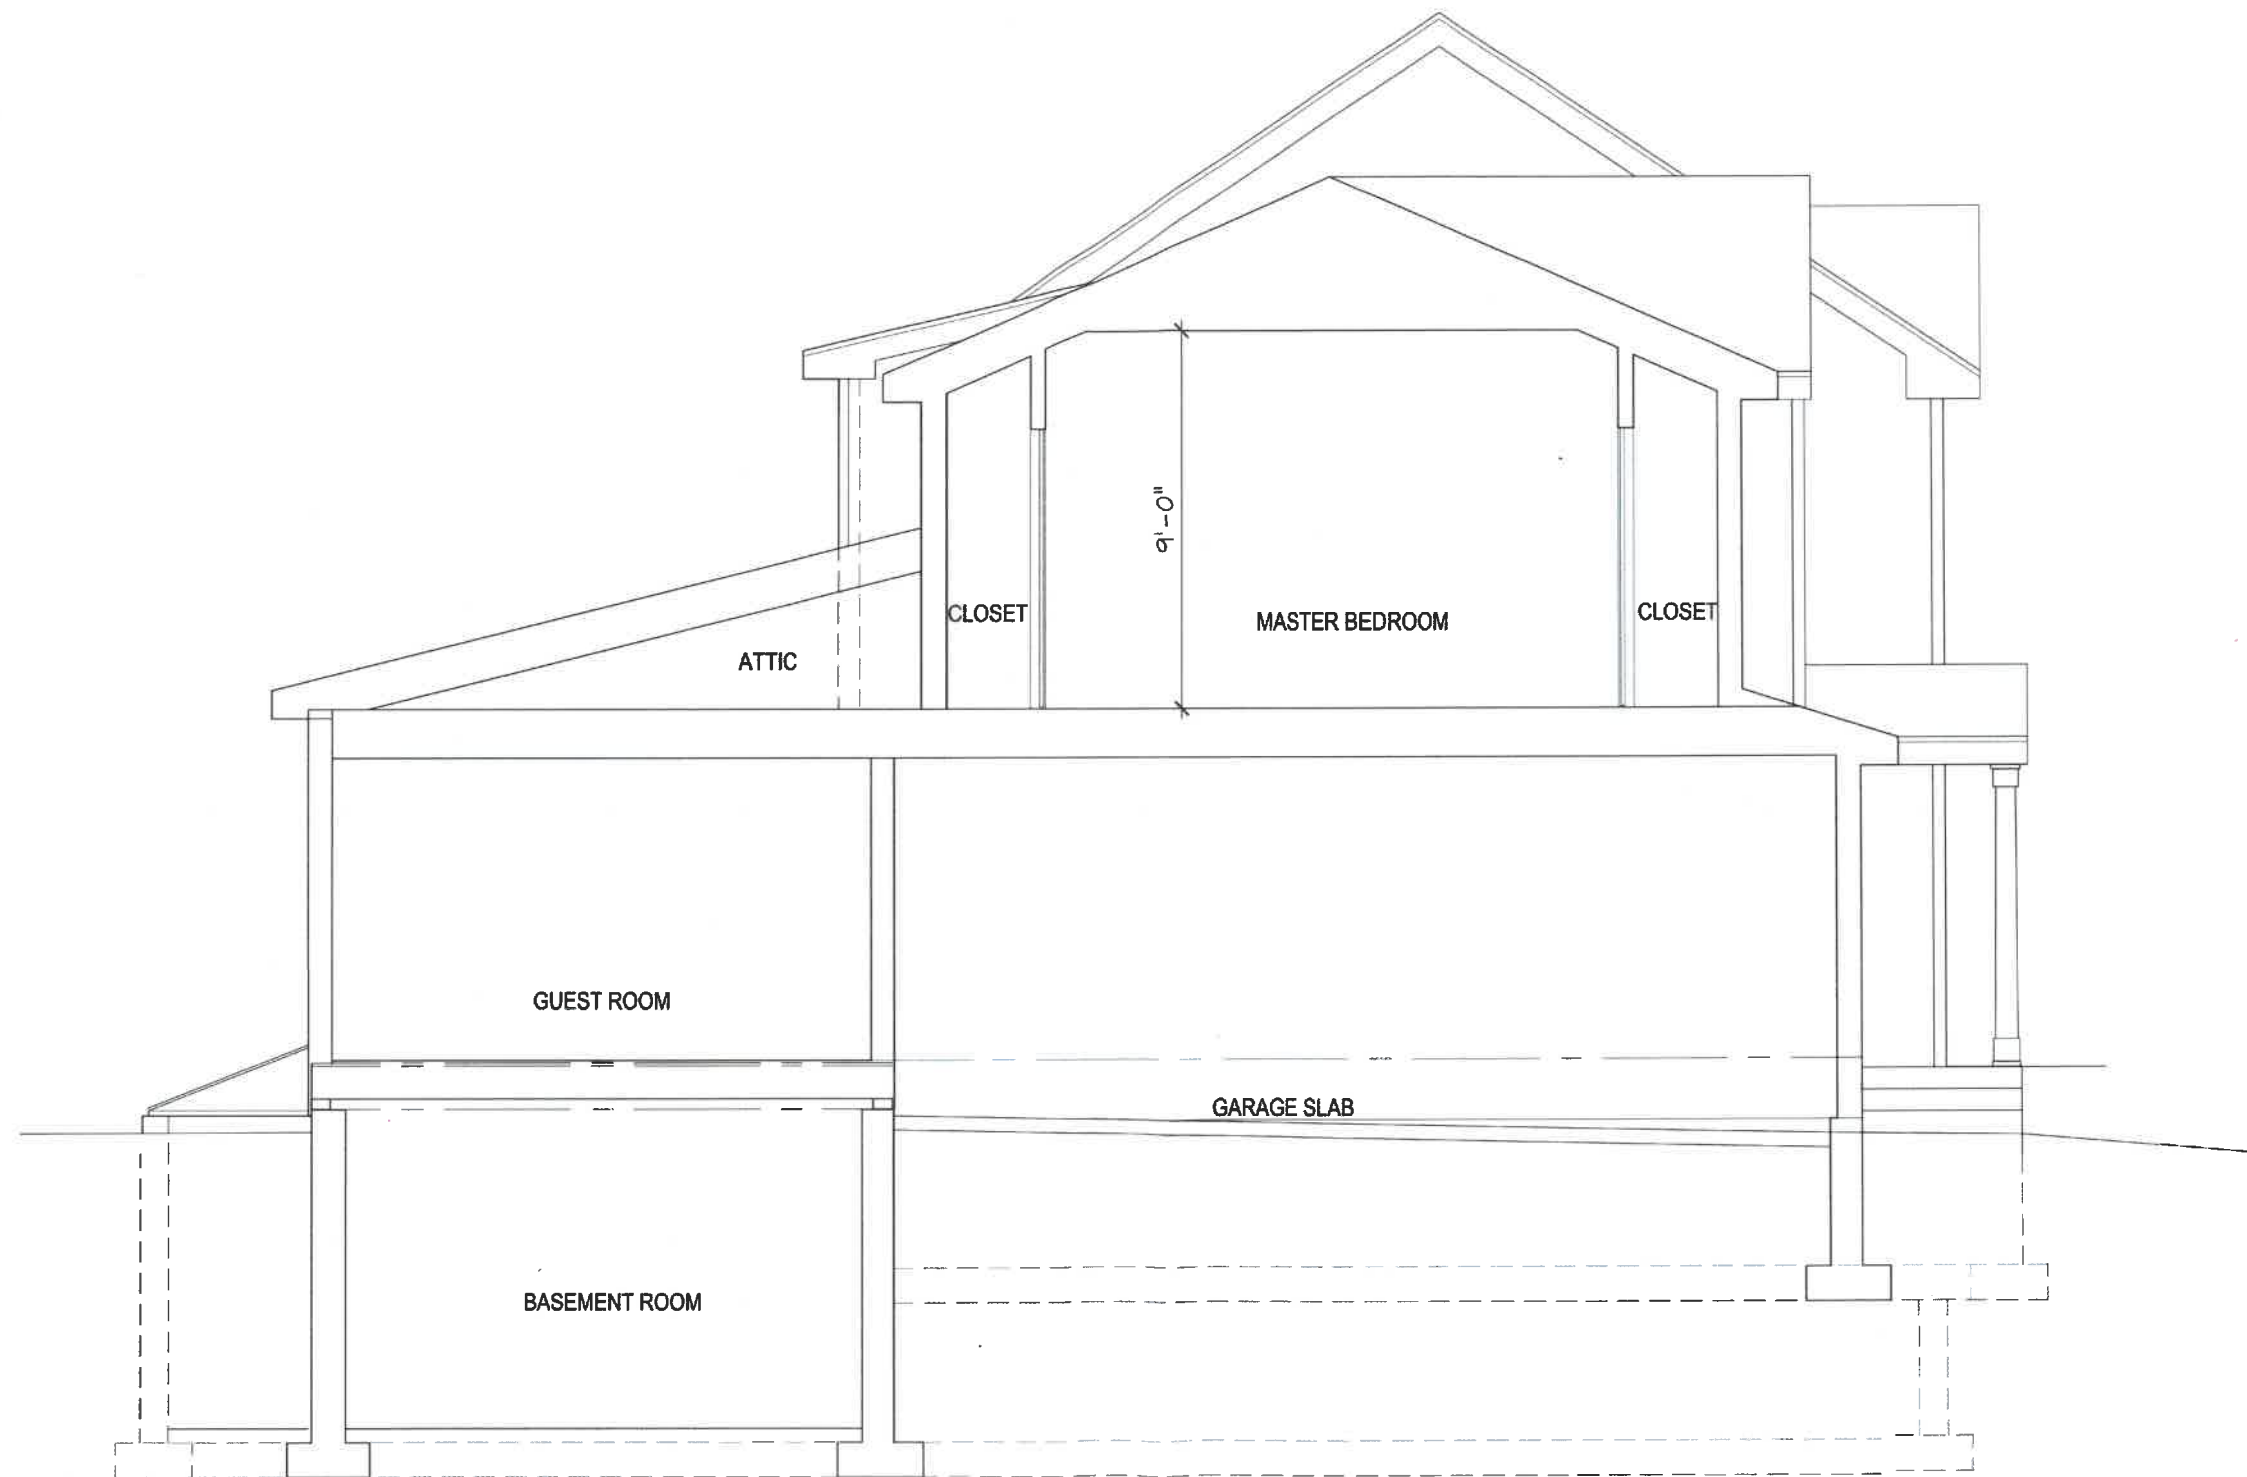 9'-0"
CLOSET
MASTER BEDROOM
CLOSET
ATTIC
GUEST ROOM
GARAGE SLAB
BASEMENT ROOM